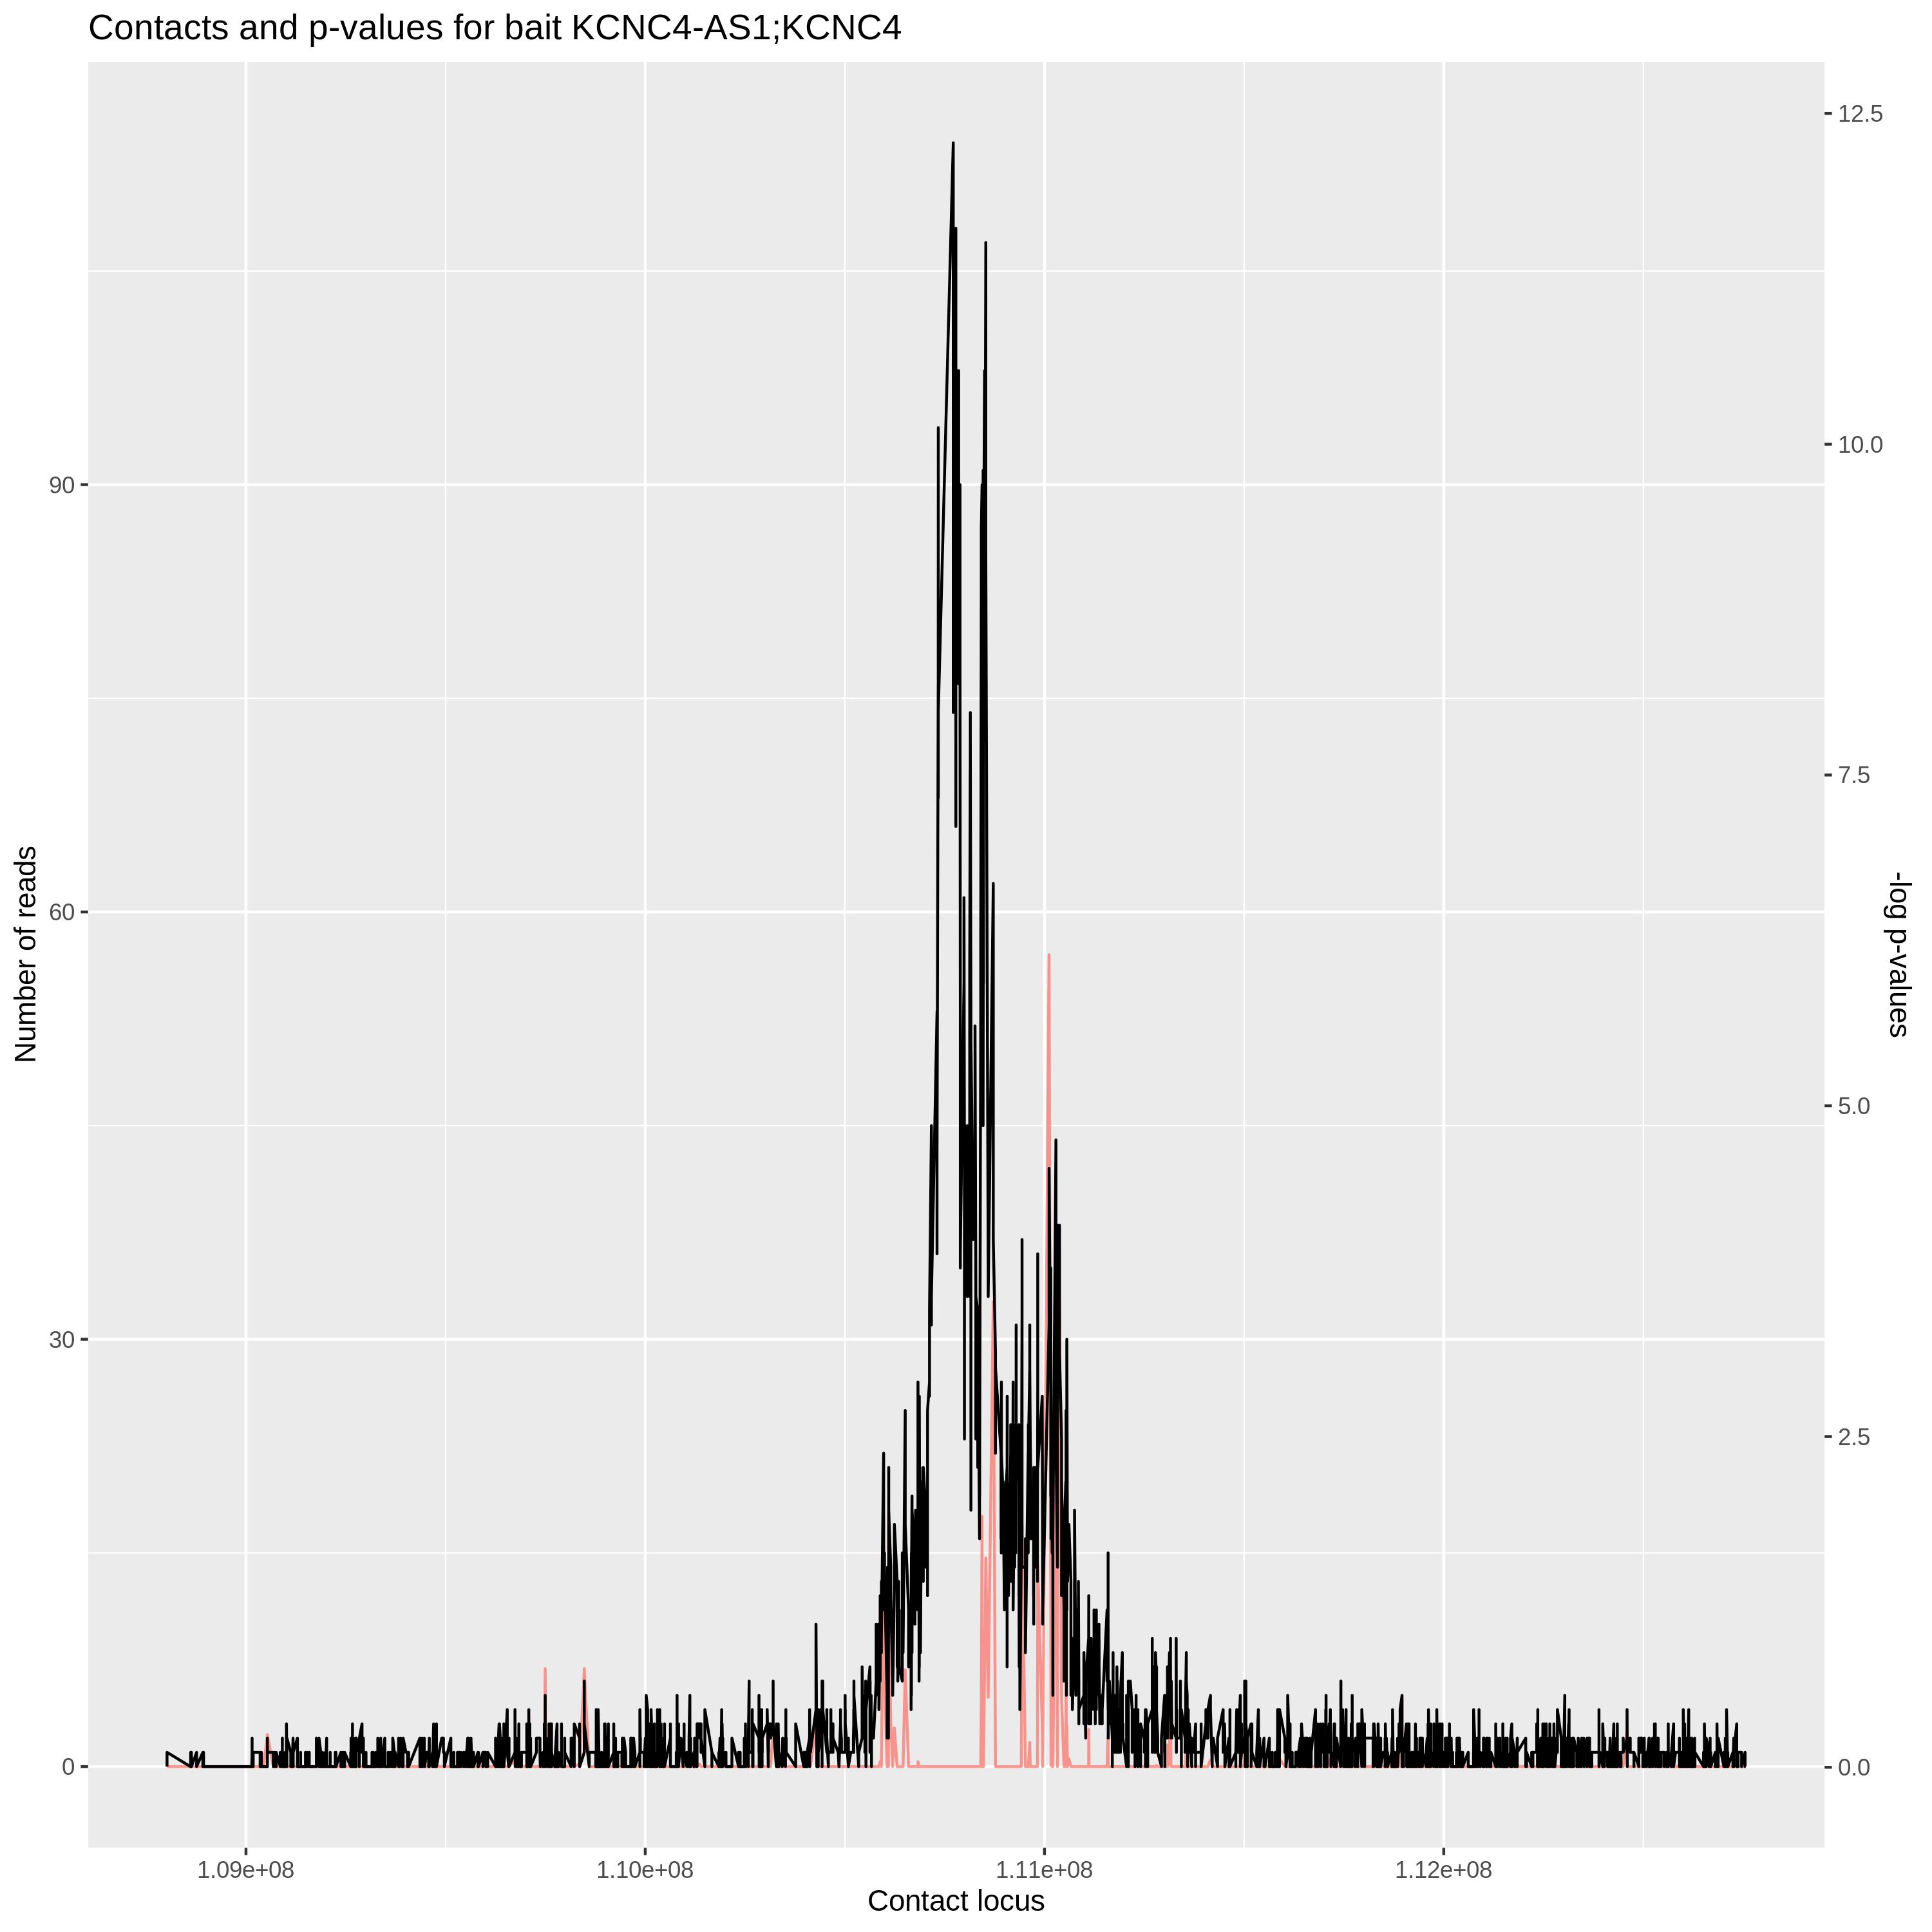 Contacts and p-values for bait KCNC4-AS1;KCNC4
12.5
10.0
90
7.5
Number of reads
60
-log p-values
5.0
30
2.5
0
0.0
1.09e+08
1.10e+08
1.11e+08
1.12e+08
Contact locus